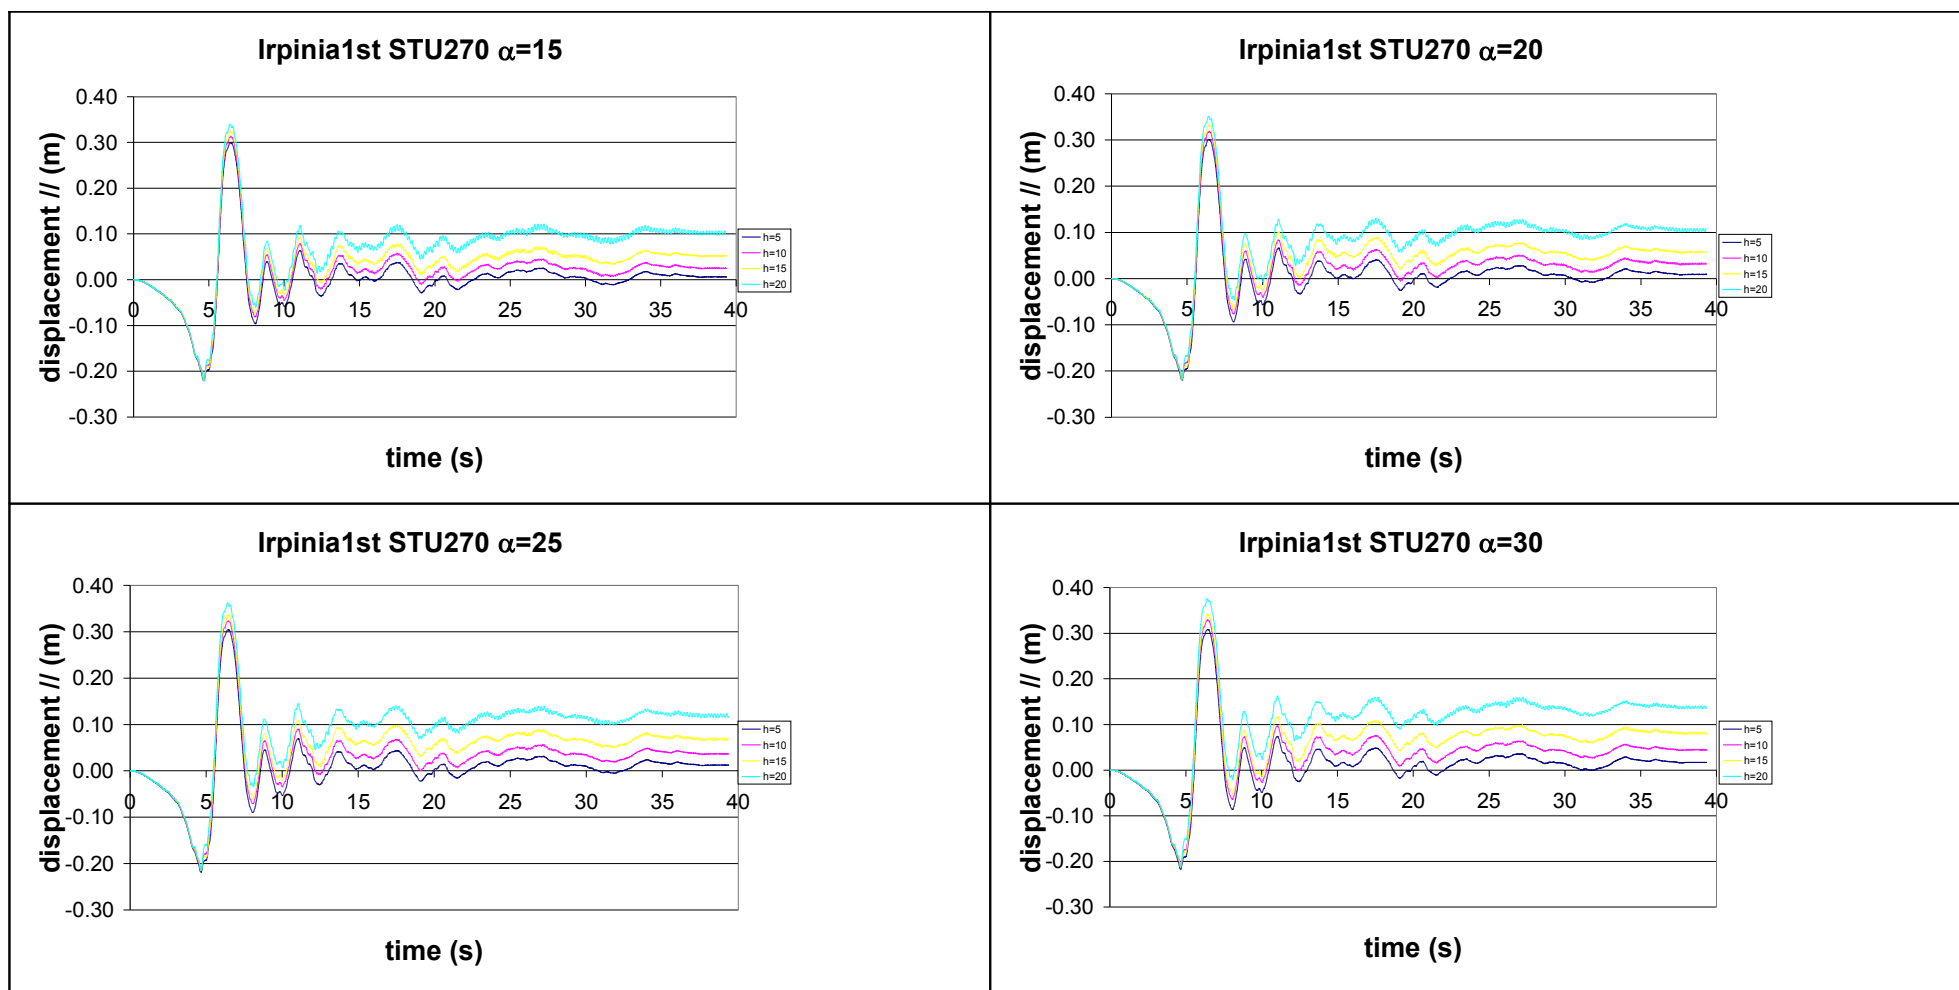 Irpinia1st STU270 α=15
0.40
0.30
0.20
0.10
0.00
-0.10
-0.20
-0.30
0 5 10 15 20 25 30 35 40
displacement // (m)
time (s)
h=5
h=10
h=15
h=20
Irpinia1st STU270 α=20
0.40
0.30
0.20
0.10
0.00
-0.10
-0.20
-0.30
0 5 10 15 20 25 30 35 40
displacement // (m)
time (s)
h=5
h=10
h=15
h=20
Irpinia1st STU270 α=25
0.40
0.30
0.20
0.10
0.00
-0.10
-0.20
-0.30
0 5 10 15 20 25 30 35 40
displacement // (m)
time (s)
h=5
h=10
h=15
h=20
Irpinia1st STU270 α=30
0.40
0.30
0.20
0.10
0.00
-0.10
-0.20
-0.30
0 5 10 15 20 25 30 35 40
displacement // (m)
time (s)
h=5
h=10
h=15
h=20